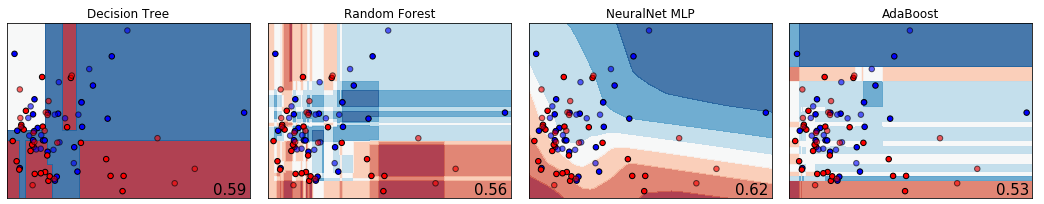 Decision Tree
Random Forest
NeuralNet MLP
AdaBoost
0.59
0.56
0.62
0.53